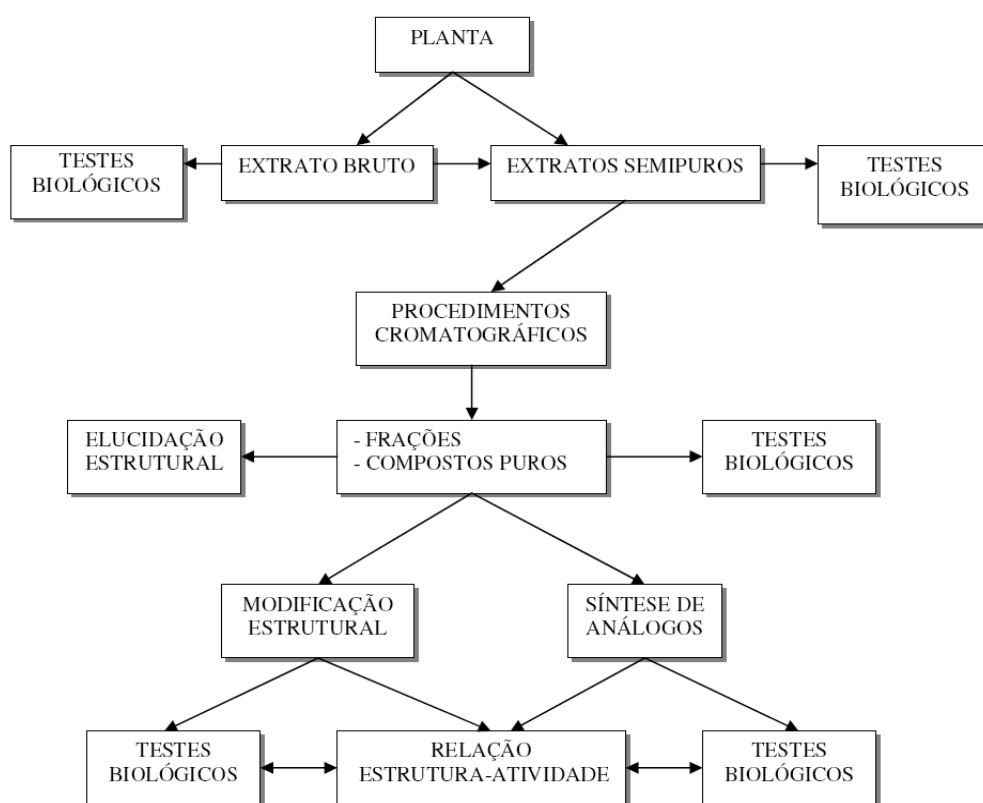 PLANTA
TESTES
BIOLÓGICOS
EXTRATO BRUTO
EXTRATOS SEMIPUROS
TESTES
BIOLÓGICOS
PROCEDIMENTOS
CROMATOGRÁFICOS
ELUCIDAÇÃO
ESTRUTURAL
- FRAÇÕES
- COMPOSTOS PUROS
TESTES
BIOLÓGICOS
MODIFICAÇÃO
ESTRUTURAL
SÍNTESE DE
ANÁLOGOS
TESTES
BIOLÓGICOS
RELAÇÃO
ESTRUTURA-ATIVIDADE
TESTES
BIOLÓGICOS